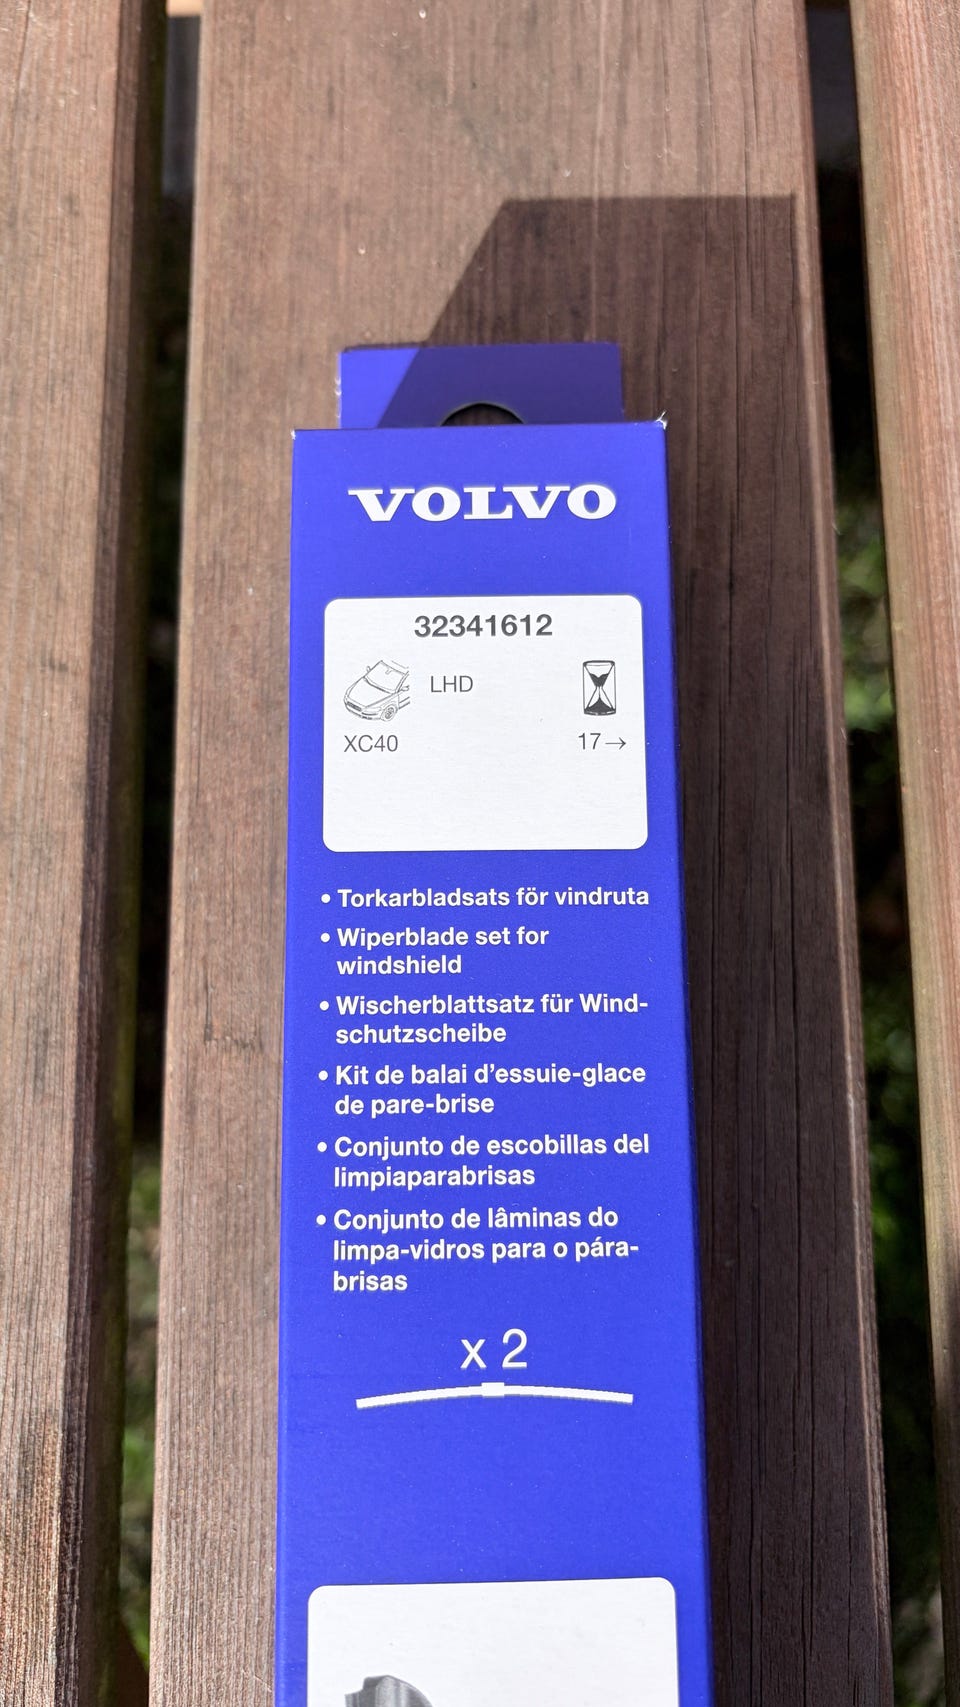 VOLVO
32341612
LHD
XC40
17→
• Torkarbladsats för vindruta
• Wiperblade set for
windshield
• Wischerblattsatz für Wind-
schutzscheibe
• Kit de balai d’essuie-glace
de pare-brise
• Conjunto de escobillas del
limpiaparabrisas
• Conjunto de lâminas do
limpa-vidros para o pára-
brisas
x 2